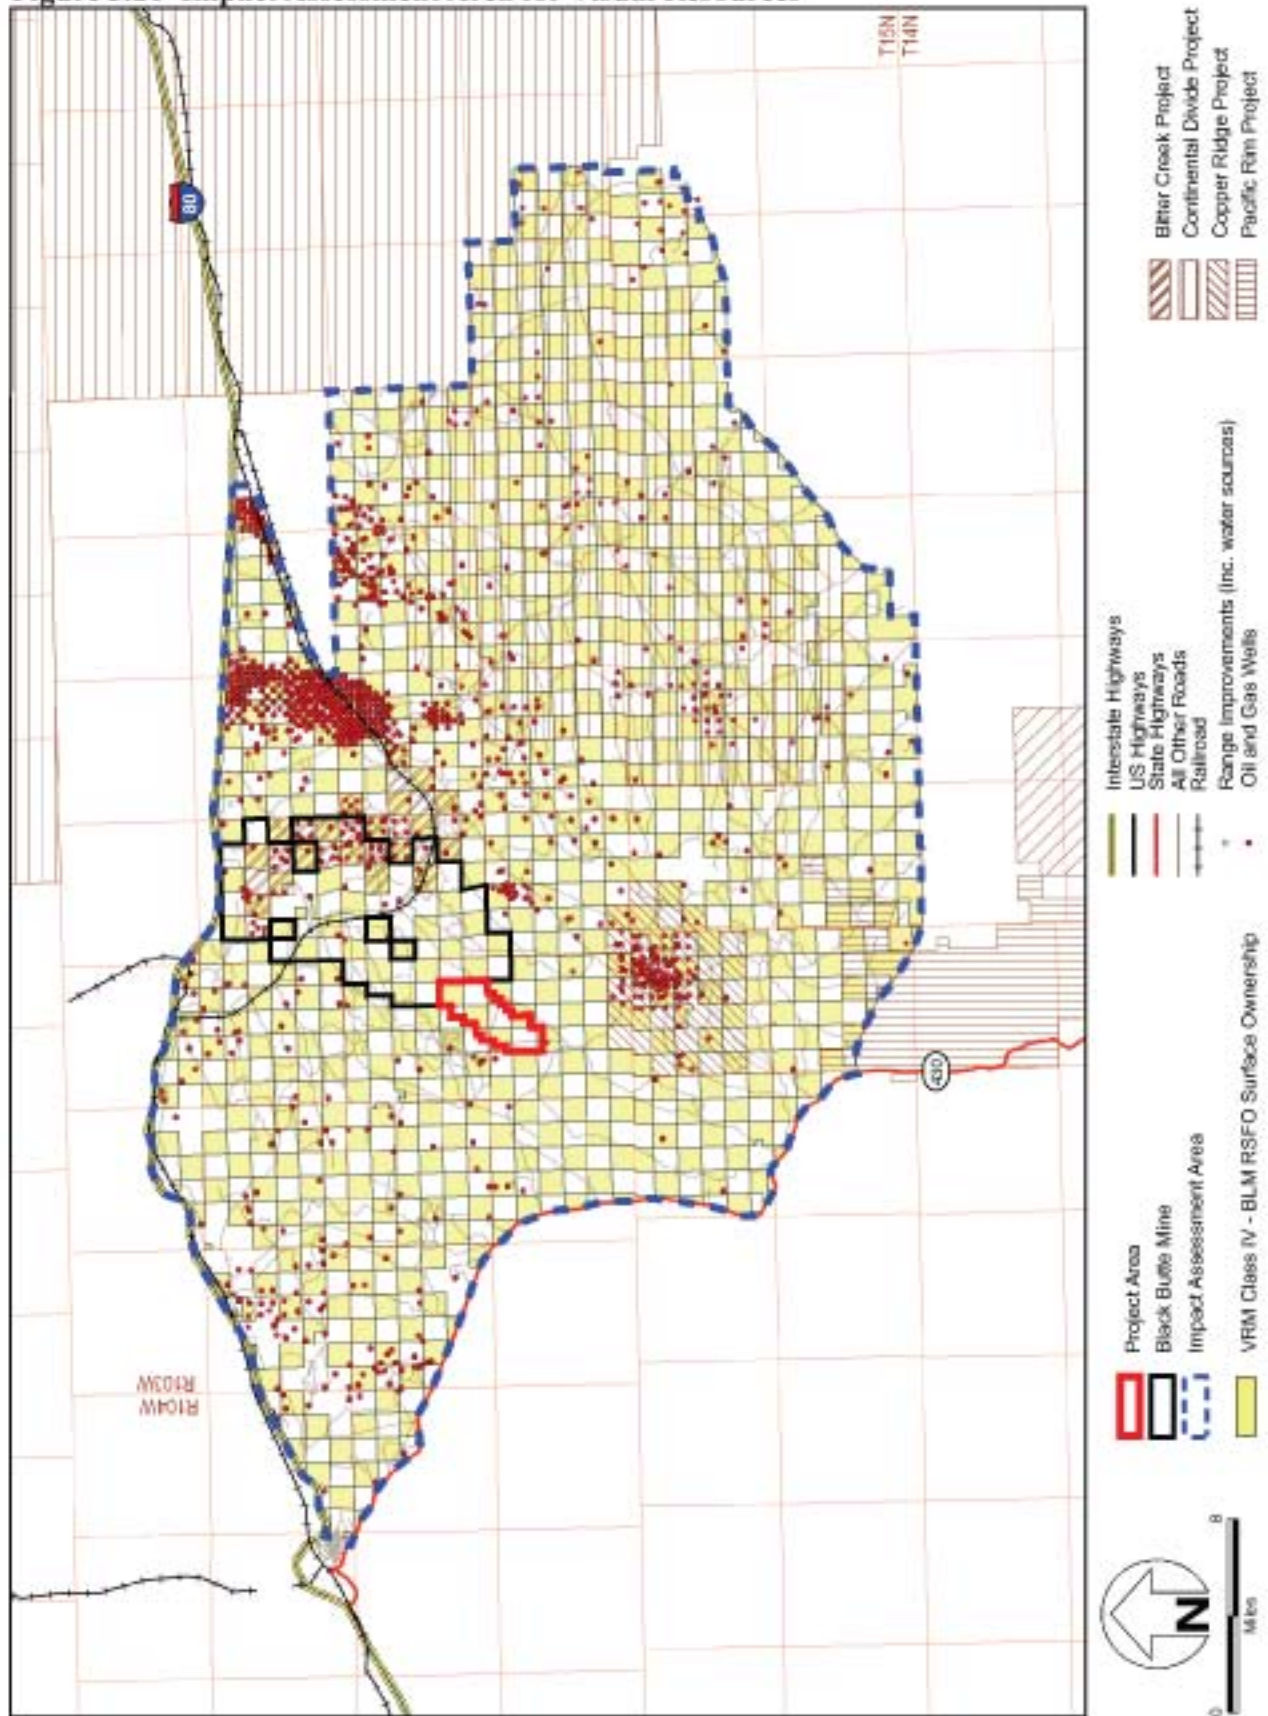 80
T15N
T14N
R104W
R103W
430
N
0
8
Miles
Project Area
Black Butte Mine
Impact Assessment Area
VRM Class IV - BLM RSFO Surface Ownership
Interstate Highways
US Highways
State Highways
All Other Roads
Railroad
Range Improvements (inc. water sources)
Oil and Gas Wells
Bitter Creek Project
Continental Divide Project
Copper Ridge Project
Pacific Rim Project